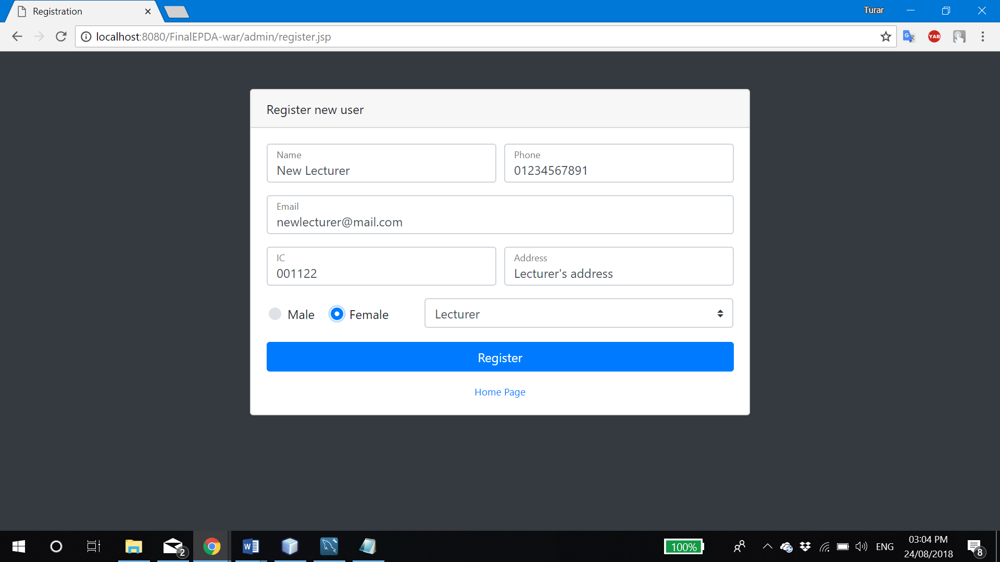 Registration
Turar
localhost:8080/FinalEPDA-war/admin/register.jsp
YAB
Register new user
Name
New Lecturer
Phone
01234567891
Email
newlecturer@mail.com
IC
001122
Address
Lecturer's address
Male
Female
Lecturer
Register
Home Page
2
W
100%
ENG
03:04 PM
24/08/2018
8